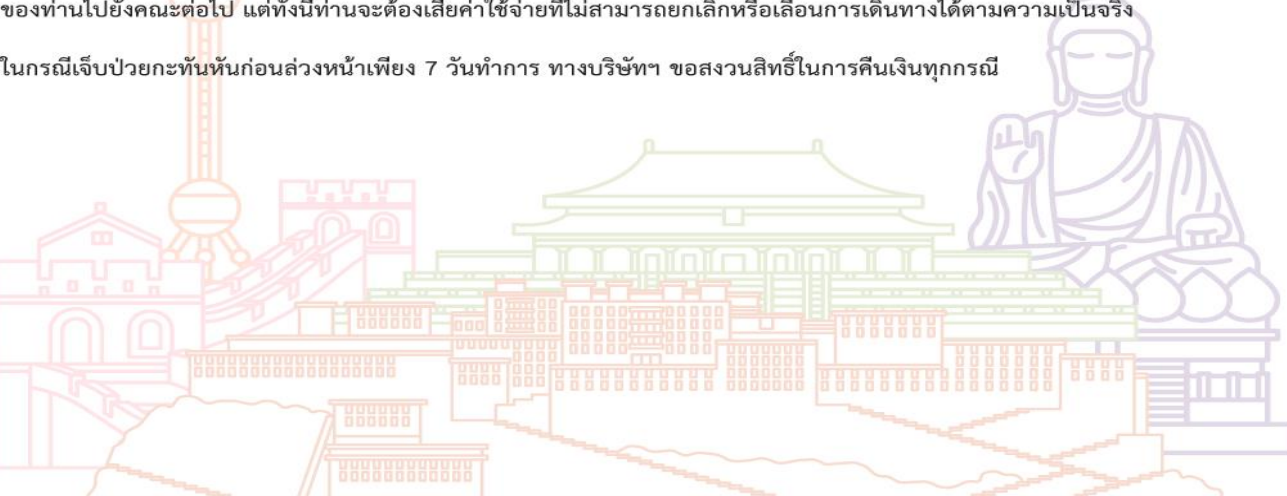 ของท่านไปยังคณะต่อไป แต่ทั้งนี้ท่านจะต้องเสียค่าใช้จ่ายที่ไม่สามารถยกเลิกหรือเลื่อนการเดินทางได้ตามความเป็นจริง
ในกรณีเจ็บป่วยกะทันหันก่อนล่วงหน้าเพียง 7 วันทำการ ทางบริษัทฯ ขอสงวนสิทธิ์ในการคืนเงินทุกกรณี